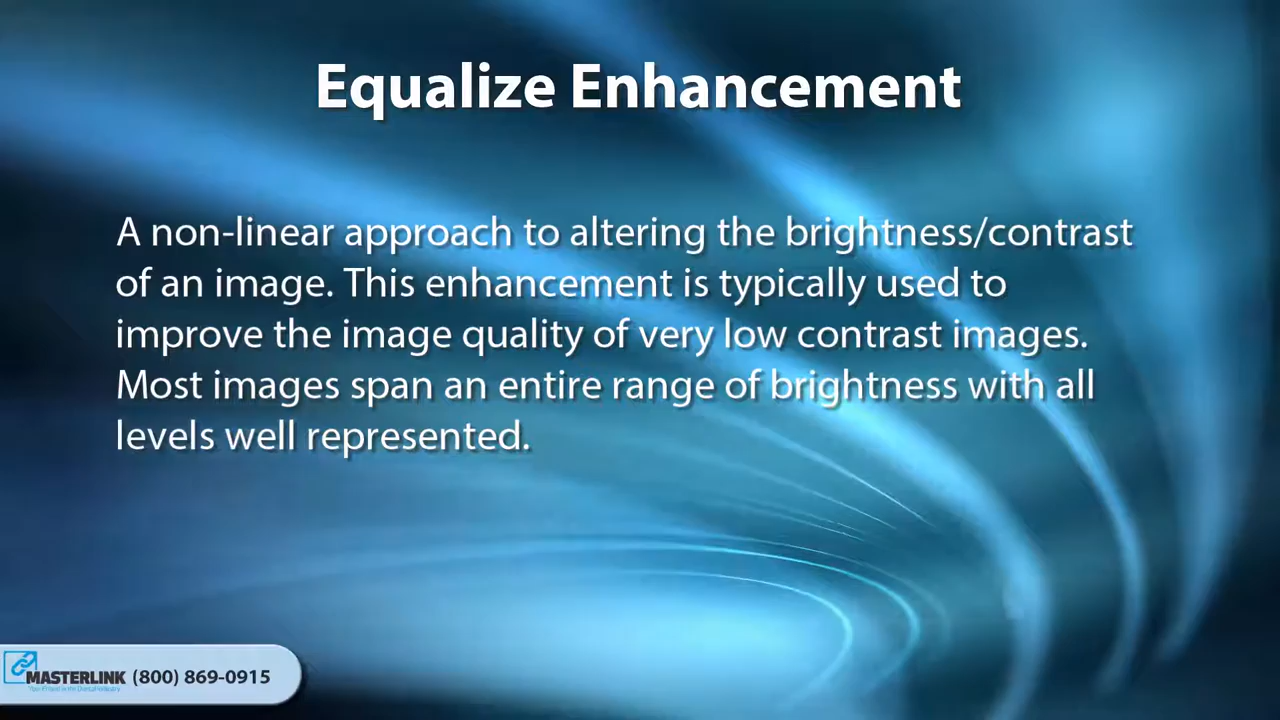 Equalize Enhancement
A non-linear approach to altering the brightness/contrast
of an image. This enhancement is typically used to
improve the image quality of very low contrast images.
Most images span an entire range of brightness with all
levels well represented.
MASTERLINK (800) 869-0915